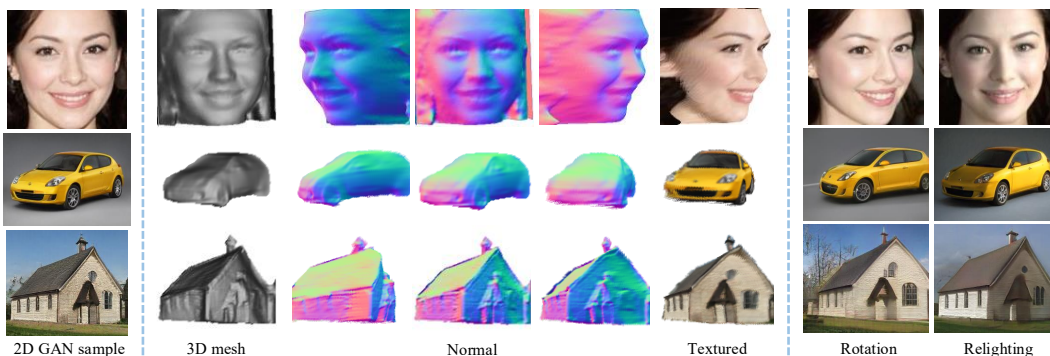 2D GAN sample
3D mesh
Normal
Textured
Rotation
Relighting